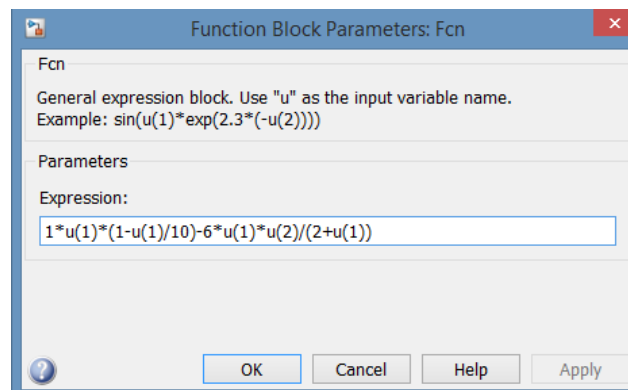 Function Block Parameters: Fcn
Fcn
General expression block. Use "u" as the input variable name.
Example: sin(u(1)*exp(2.3*(-u(2))))
Parameters
Expression:
1*u(1)*(1-u(1)/10)-6*u(1)*u(2)/(2+u(1))
OK Cancel Help Apply